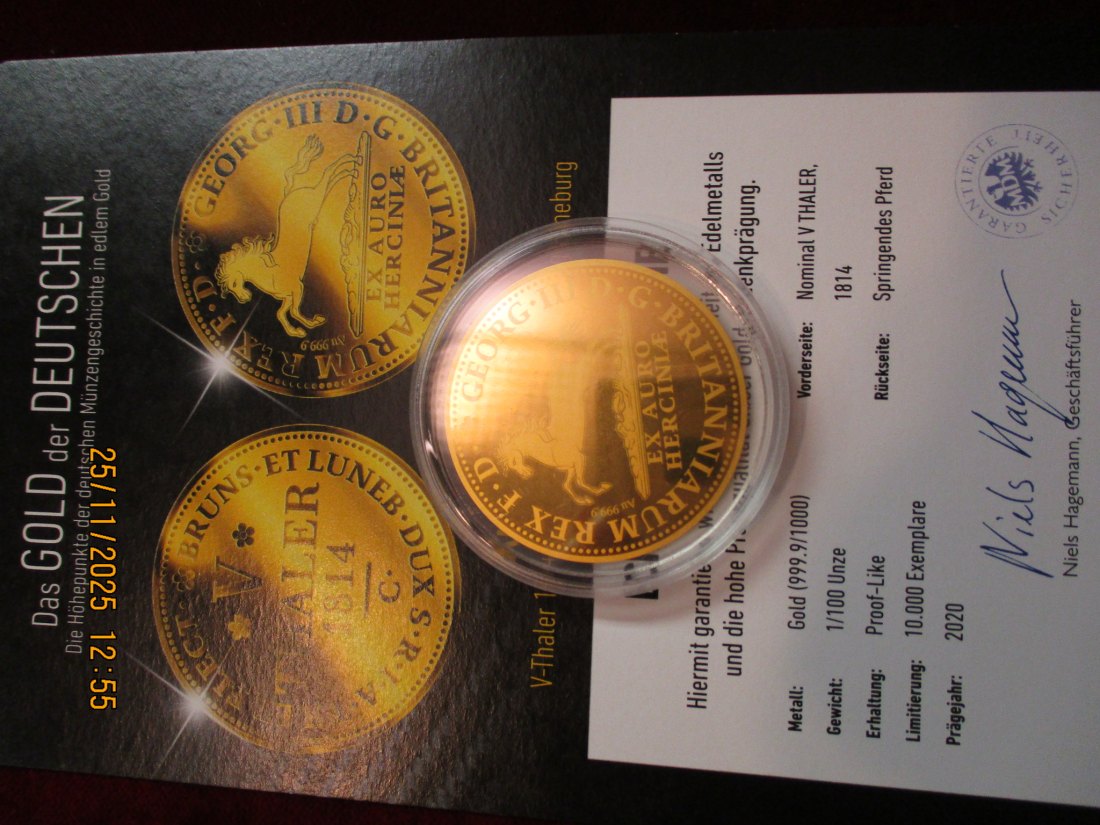 Das GOLD der DEUTSCHEN
Die Höhepunkte der deutschen Münzengeschichte in edlem Gold
25/11/2025 12:55
BRUNS·ET LUNEB·DUX S·R·I A
V
THALER
1814
C·
GEORG·III D·G·BRITANNIARUM REX F·D·
EX AURO
HERCINIÆ
Au 999.9
V-Thaler
GEORG·III D·G·BRITANNIARUM REX F·D
EX AURO
HERCINIÆ
Au 999.9
Hiermit garantie
Edelmetalls
und die hohe
enkprägung.
Metall: Gold (999.9/1000)
Gewicht: 1/100 Unze
Erhaltung: Proof-Like
Limitierung: 10.000 Exemplare
Prägejahr: 2020
Vorderseite: Nominal V THALER,
1814
Rückseite: Springendes Pferd
GARANTIERTE SICHERHEIT
MDM
Niels Hagemann
Niels Hagemann, Geschäftsführer